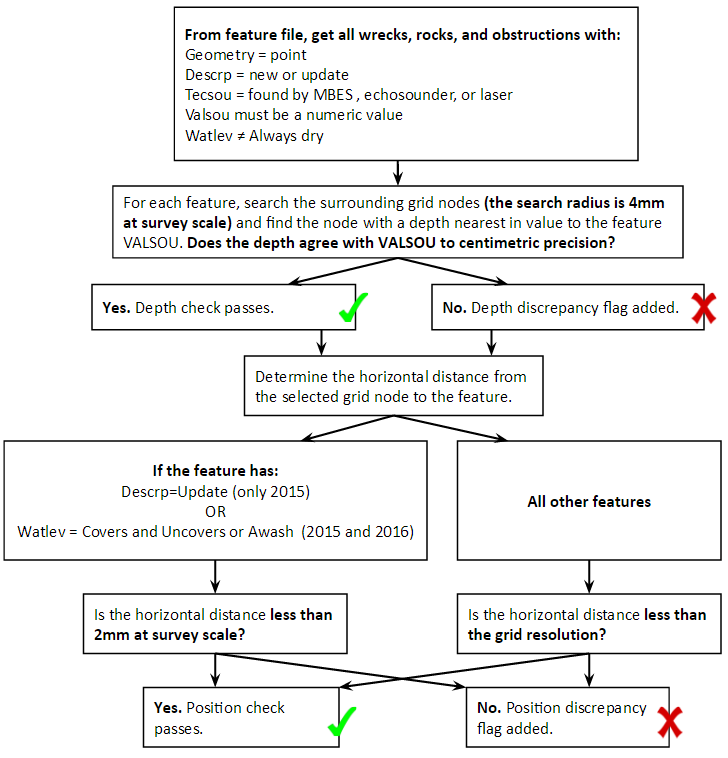 From feature file, get all wrecks, rocks, and obstructions with:
Geometry = point
Descrp = new or update
Tecsou = found by MBES , echosounder, or laser
Valsou must be a numeric value
Watlev ≠ Always dry
For each feature, search the surrounding grid nodes (the search radius is 4mm
at survey scale) and find the node with a depth nearest in value to the feature
VALSOU. Does the depth agree with VALSOU to centimetric precision?
Yes. Depth check passes.
No. Depth discrepancy flag added.
Determine the horizontal distance from
the selected grid node to the feature.
If the feature has:
Descrp=Update (only 2015)
OR
Watlev = Covers and Uncovers or Awash (2015 and 2016)
All other features
Is the horizontal distance less than
2mm at survey scale?
Is the horizontal distance less than
the grid resolution?
Yes. Position check
passes.
No. Position discrepancy
flag added.